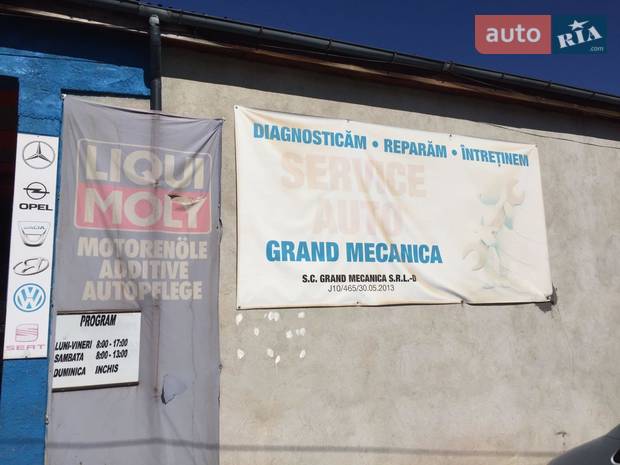 auto RIA.com
DIAGNOSTICĂM • REPARĂM • ÎNTREȚINEM
SERVICE
AUTO
GRAND MECANICA
S.C. GRAND MECANICA S.R.L.-D
J10/465/30.05.2013
LIQUI
MOLY
MOTORENÖLE
ADDITIVE
AUTOPFLEGE
OPEL
DACIA
SEAT
PROGRAM
LUNI-VINERI 8:00 - 17:00
SAMBATA 8:00 - 13:00
DUMINICA INCHIS